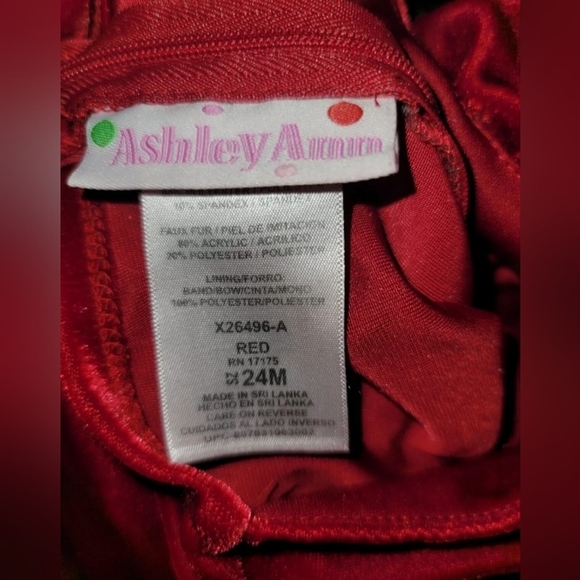 Ashley Ann
10% SPANDEX / SPANDEX
FAUX FUR / PIEL DE IMITACION
80% ACRYLIC / ACRILICO
20% POLYESTER / POLIESTER
LINING/FORRO:
BAND/BOW/CINTA/MONO
100% POLYESTER/POLIESTER
X26496-A
RED
RN 17175
SZ 24M
MADE IN SRI LANKA
HECHO EN SRI LANKA
CARE ON REVERSE
CUIDADOS AL LADO INVERSO